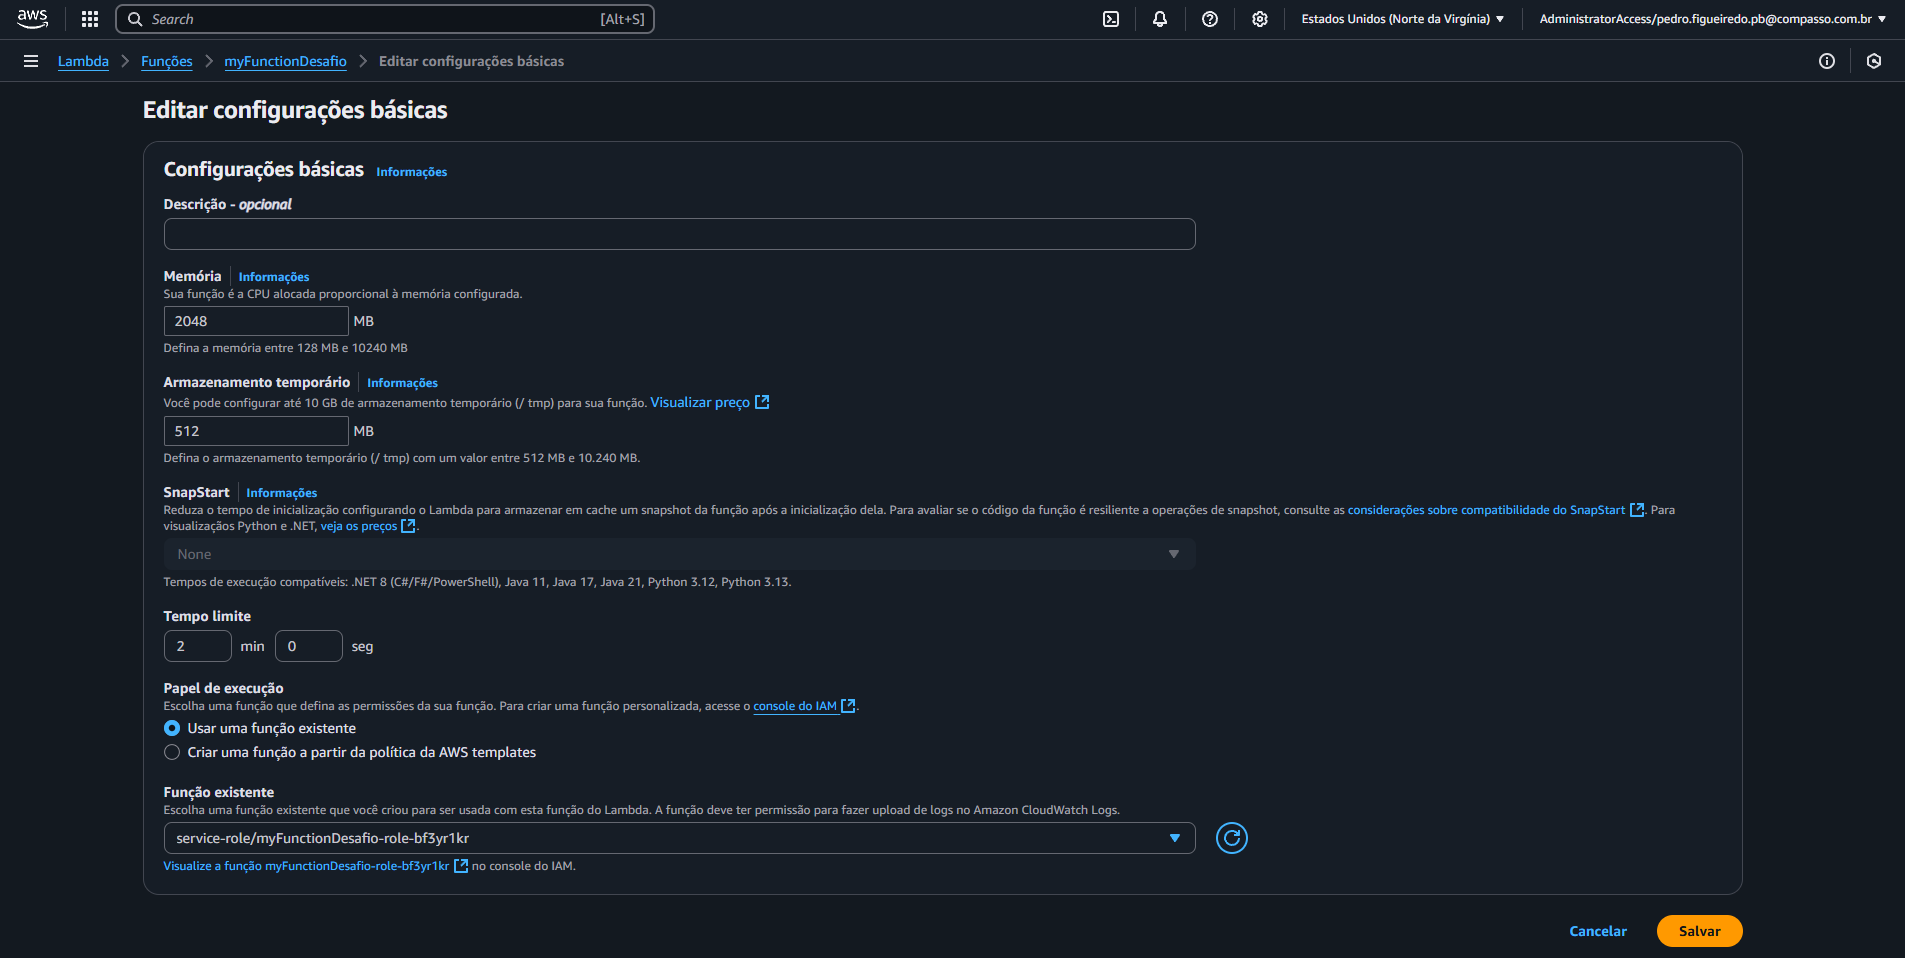 aws
Search [Alt+S] Estados Unidos (Norte da Virgínia) AdministratorAccess/pedro.figueiredo.pb@compasso.com.br
Lambda Funções myFunctionDesafio Editar configurações básicas
Editar configurações básicas
Configurações básicas Informações
Descrição - opcional
Memória Informações
Sua função é a CPU alocada proporcional à memória configurada.
2048 MB
Defina a memória entre 128 MB e 10240 MB
Armazenamento temporário Informações
Você pode configurar até 10 GB de armazenamento temporário (/ tmp) para sua função. Visualizar preço
512 MB
Defina o armazenamento temporário (/ tmp) com um valor entre 512 MB e 10.240 MB.
SnapStart Informações
Reduza o tempo de inicialização configurando o Lambda para armazenar em cache um snapshot da função após a inicialização dela. Para avaliar se o código da função é resiliente a operações de snapshot, consulte as considerações sobre compatibilidade do SnapStart. Para
visualizaçãos Python e .NET, veja os preços.
None
Tempos de execução compatíveis: .NET 8 (C#/F#/PowerShell), Java 11, Java 17, Java 21, Python 3.12, Python 3.13.
Tempo limite
2 min 0 seg
Papel de execução
Escolha uma função que defina as permissões da sua função. Para criar uma função personalizada, acesse o console do IAM.
Usar uma função existente
Criar uma função a partir da política da AWS templates
Função existente
Escolha uma função existente que você criou para ser usada com esta função do Lambda. A função deve ter permissão para fazer upload de logs no Amazon CloudWatch Logs.
service-role/myFunctionDesafio-role-bf3yr1kr
Visualize a função myFunctionDesafio-role-bf3yr1kr no console do IAM.
Cancelar Salvar